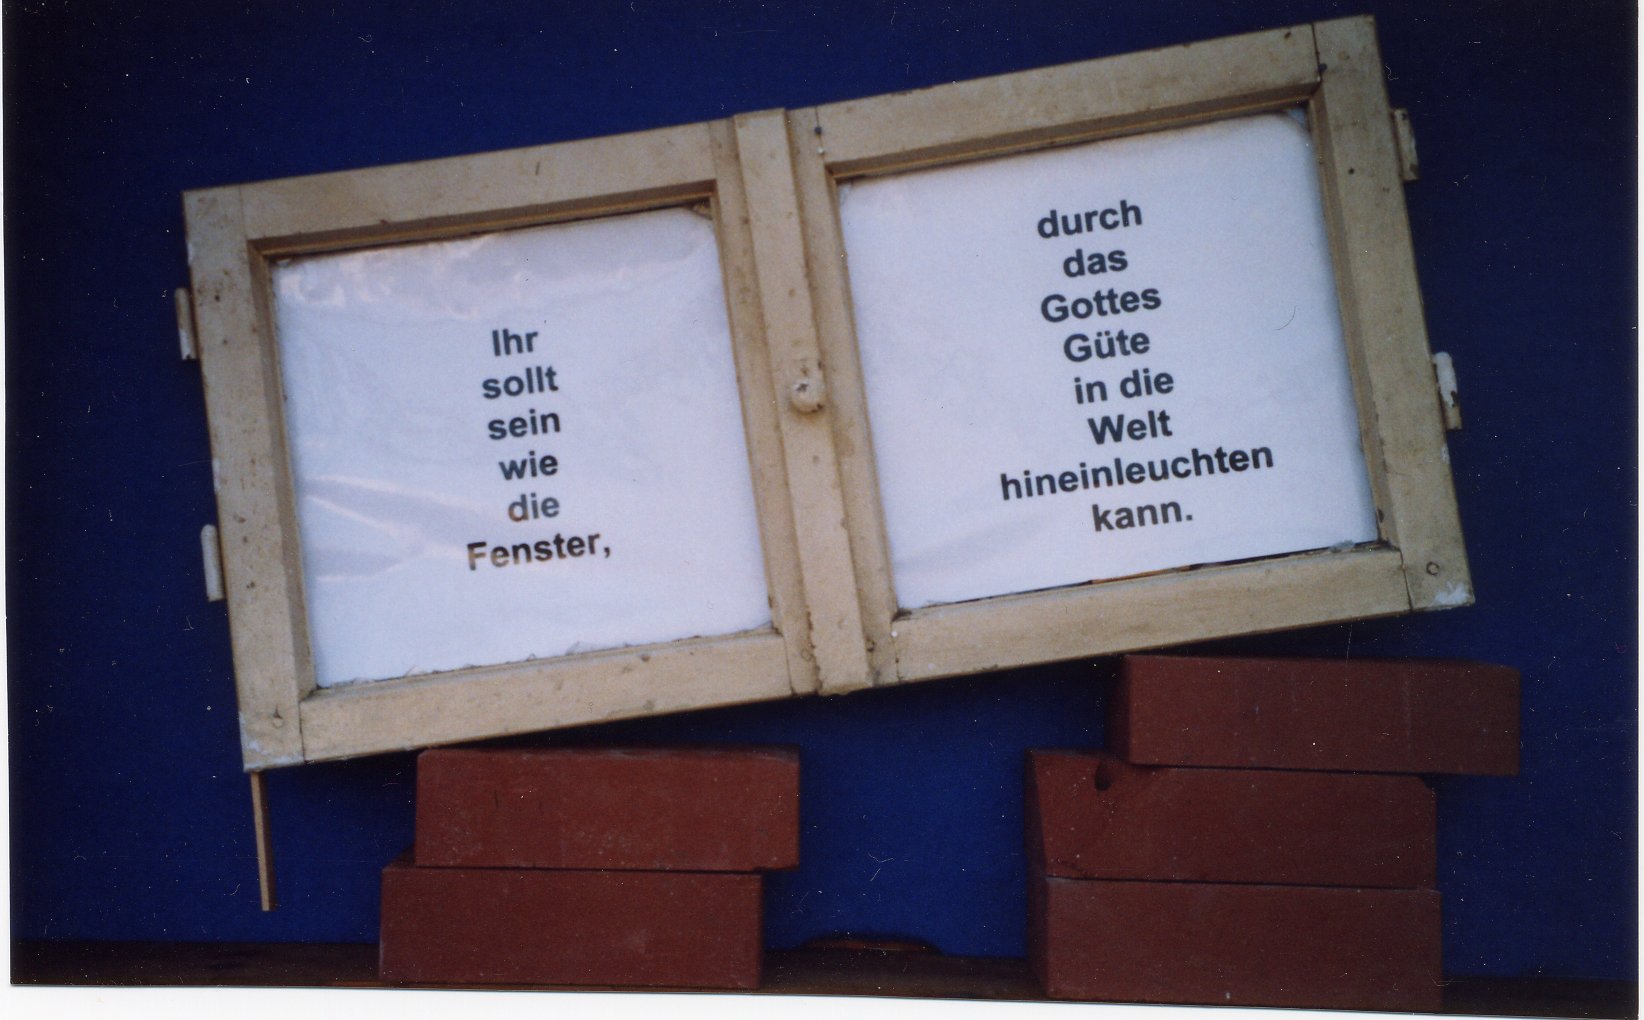 Ihr
sollt
sein
wie
die
Fenster,
durch
das
Gottes
Güte
in die
Welt
hineinleuchten
kann.